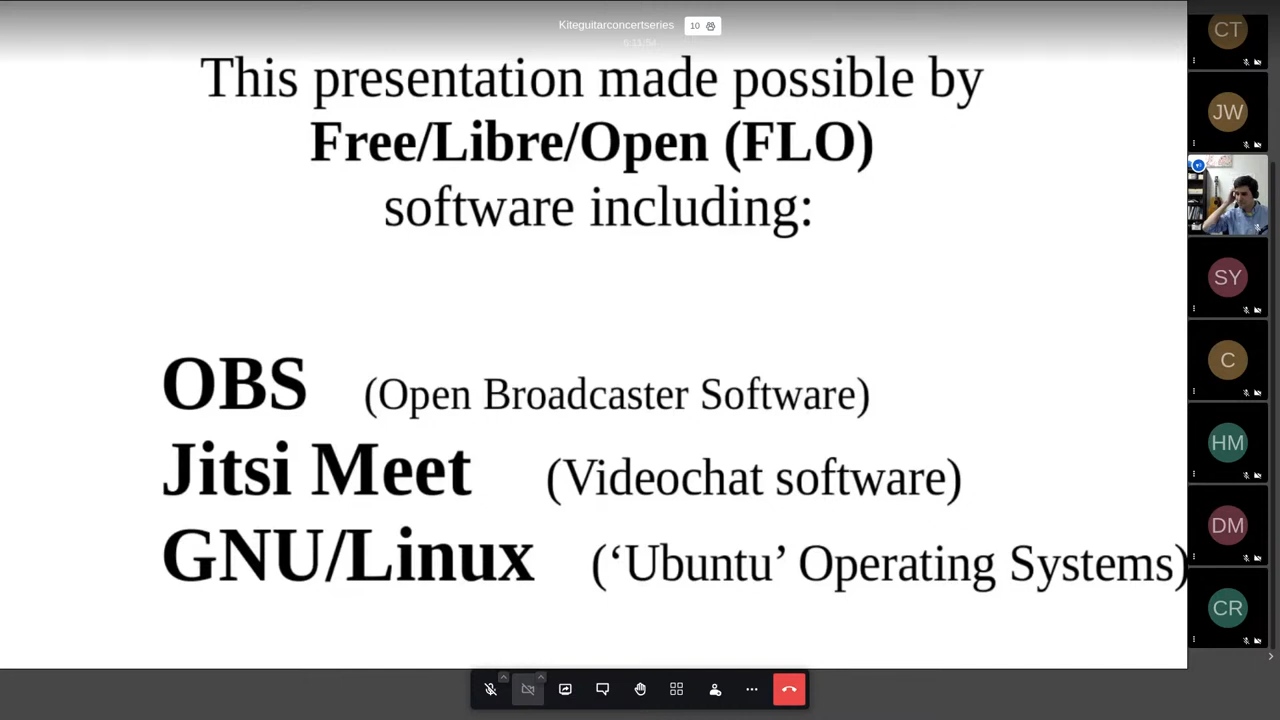 Kiteguitarconcertseries 10
This presentation made possible by
Free/Libre/Open (FLO)
software including:
OBS (Open Broadcaster Software)
Jitsi Meet (Videochat software)
GNU/Linux (‘Ubuntu’ Operating Systems)
CT
JW
SY
C
HM
DM
CR